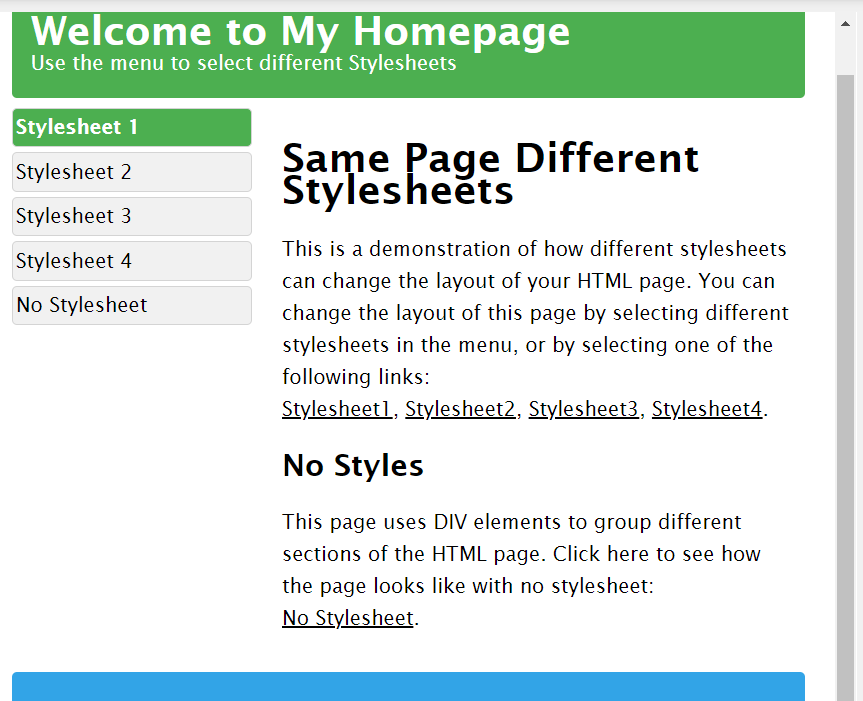 Welcome to My Homepage
Use the menu to select different Stylesheets
Stylesheet 1
Stylesheet 2
Stylesheet 3
Stylesheet 4
No Stylesheet
Same Page Different
Stylesheets
This is a demonstration of how different stylesheets
can change the layout of your HTML page. You can
change the layout of this page by selecting different
stylesheets in the menu, or by selecting one of the
following links:
Stylesheet1, Stylesheet2, Stylesheet3, Stylesheet4.
No Styles
This page uses DIV elements to group different
sections of the HTML page. Click here to see how
the page looks like with no stylesheet:
No Stylesheet.